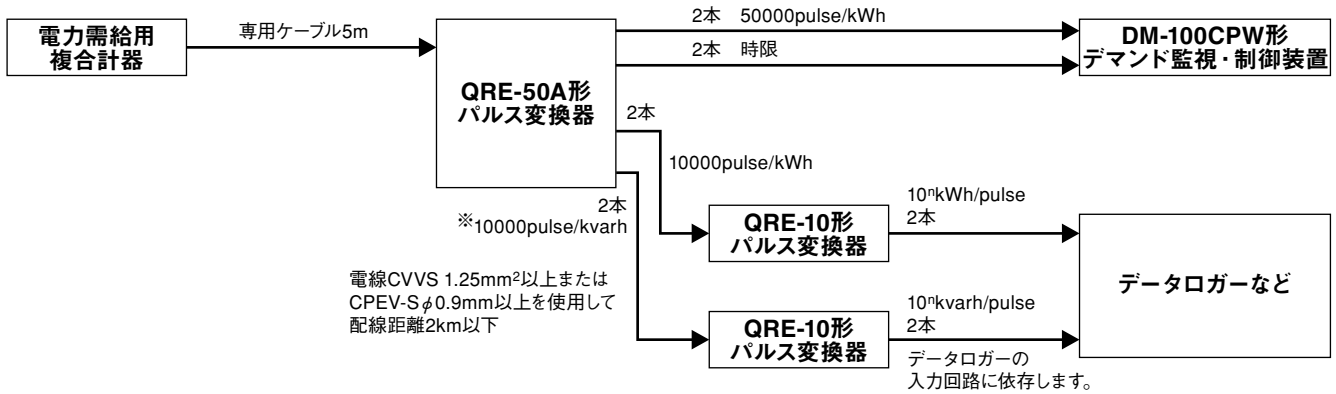 電力需給用
複合計器
専用ケーブル5m
QRE-50A形
パルス変換器
2本 50000pulse/kWh
2本 時限
DM-100CPW形
デマンド監視・制御装置
2本
10000pulse/kWh
2本
※10000pulse/kvarh
電線CVVS 1.25mm²以上または
CPEV-Sφ0.9mm以上を使用して
配線距離2km以下
QRE-10形
パルス変換器
10ⁿkWh/pulse
2本
QRE-10形
パルス変換器
10ⁿkvarh/pulse
2本
データロガーの
入力回路に依存します。
データロガーなど